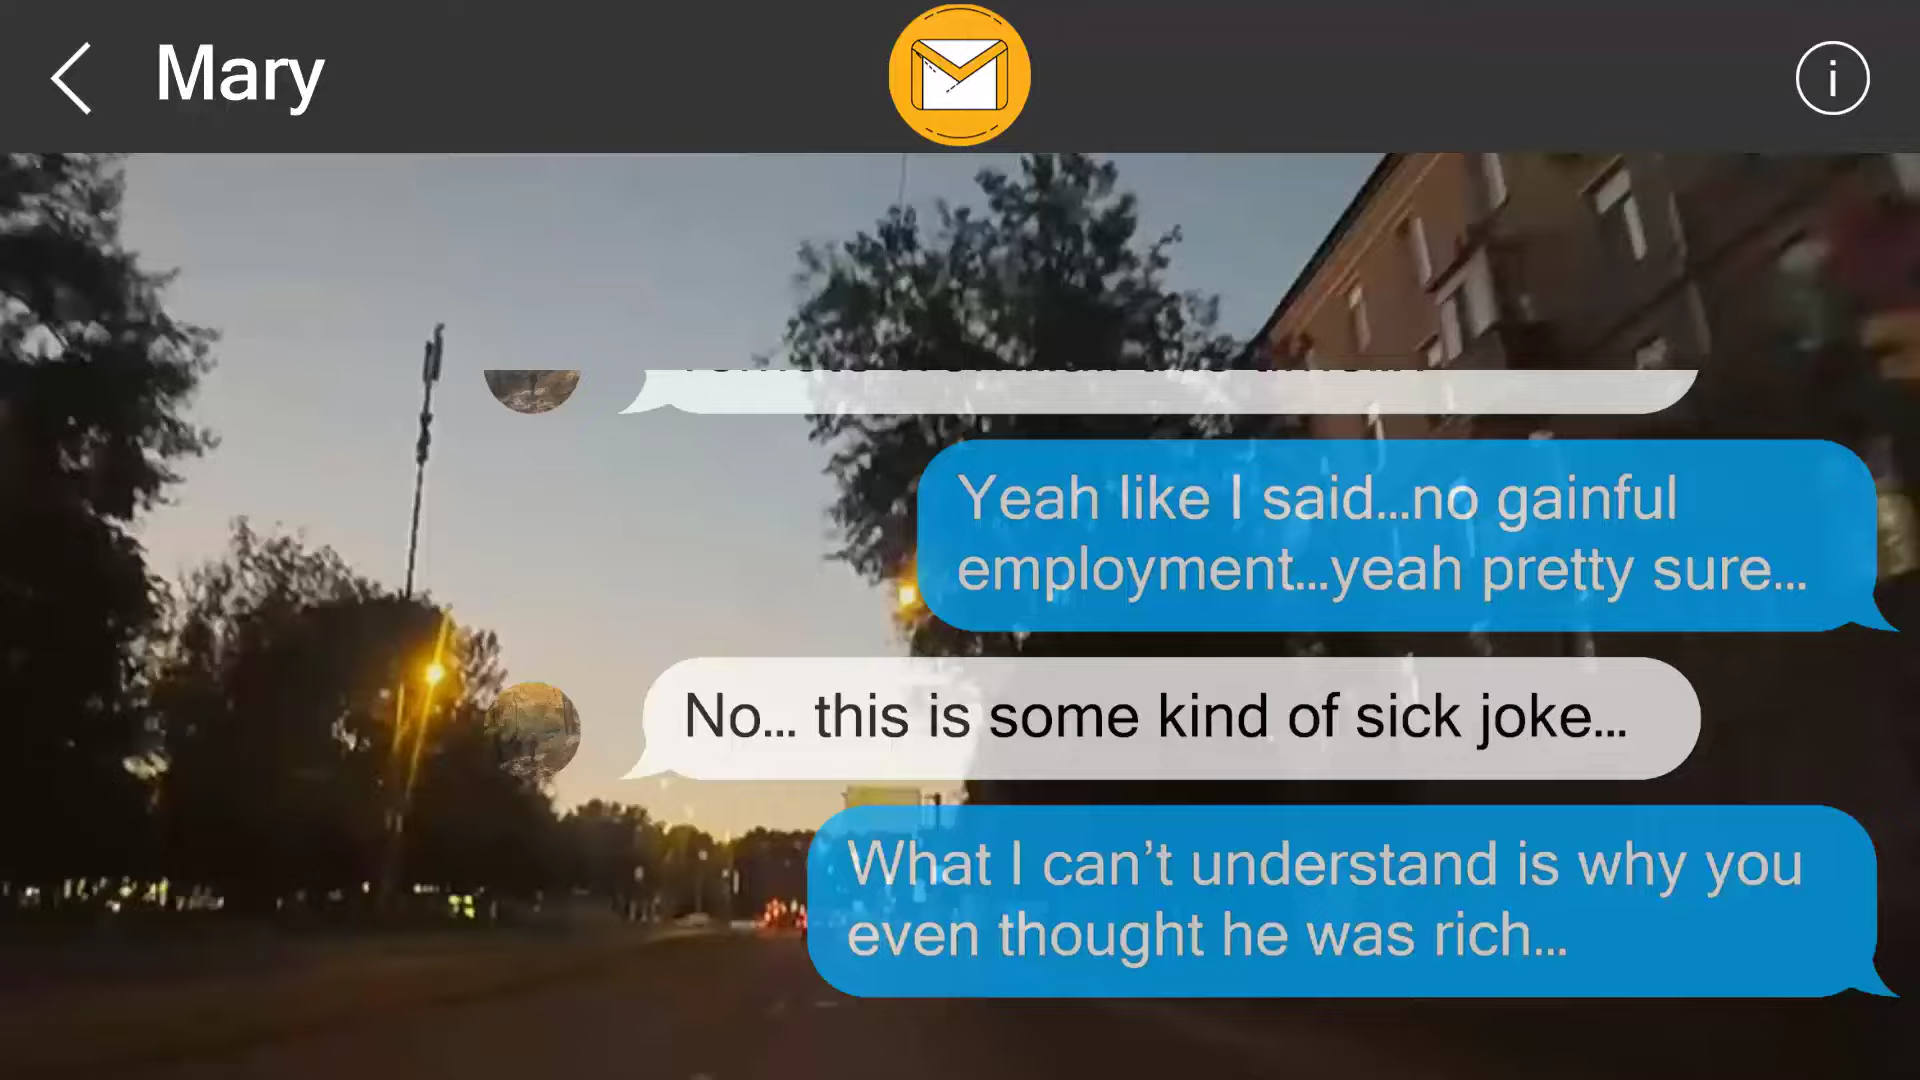 Mary
Yeah like I said...no gainful
employment...yeah pretty sure...
No... this is some kind of sick joke...
What I can’t understand is why you
even thought he was rich...